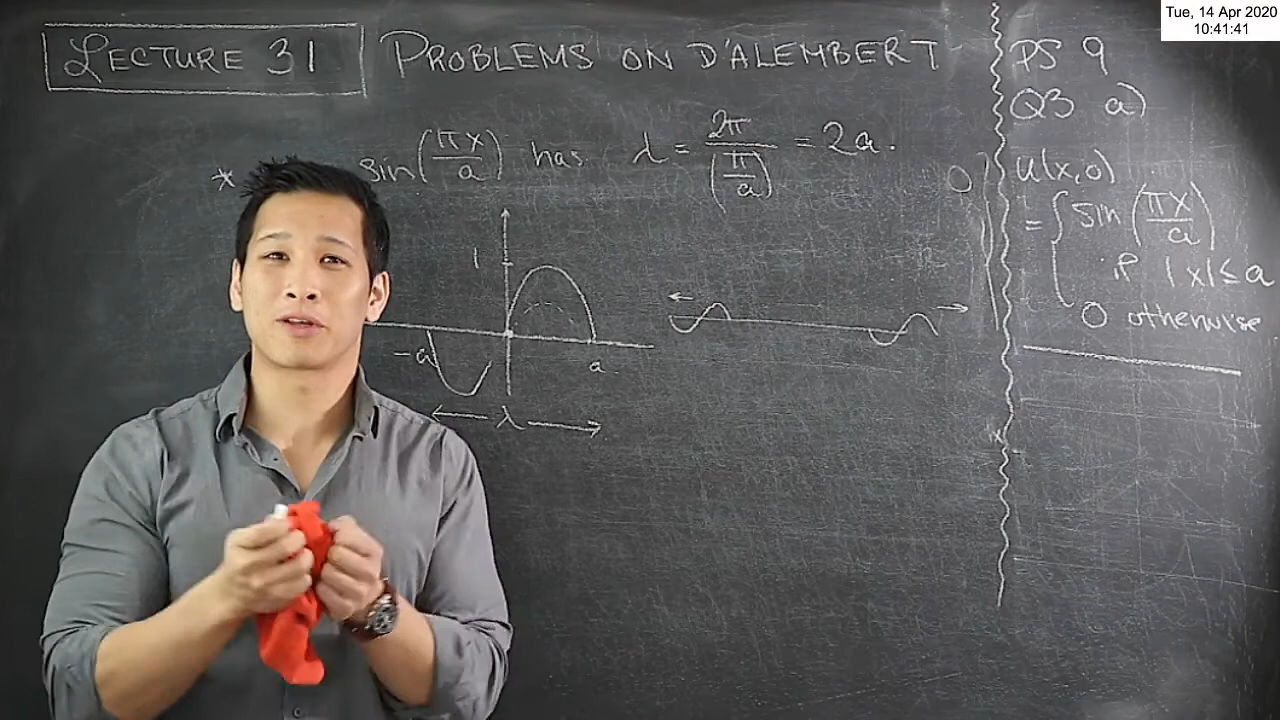 Tue, 14 Apr 2020
10:41:41
LECTURE 31 PROBLEMS ON D'ALEMBERT
* sin(πx/a) has λ = 2π/(π/a) = 2a.
1
-a a
← λ →
0
PS 9
Q3 a)
u(x,0)
= { sin(πx/a)
if |x| ≤ a
0 otherwise